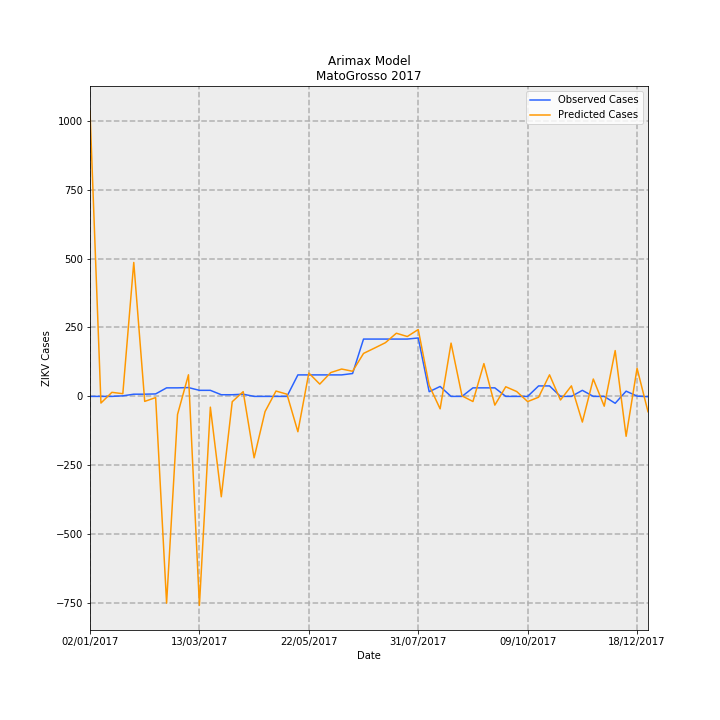 Arimax Model
MatoGrosso 2017
Observed Cases
Predicted Cases
1000
750
500
250
0
−250
−500
−750
ZIKV Cases
02/01/2017
13/03/2017
22/05/2017
31/07/2017
09/10/2017
18/12/2017
Date